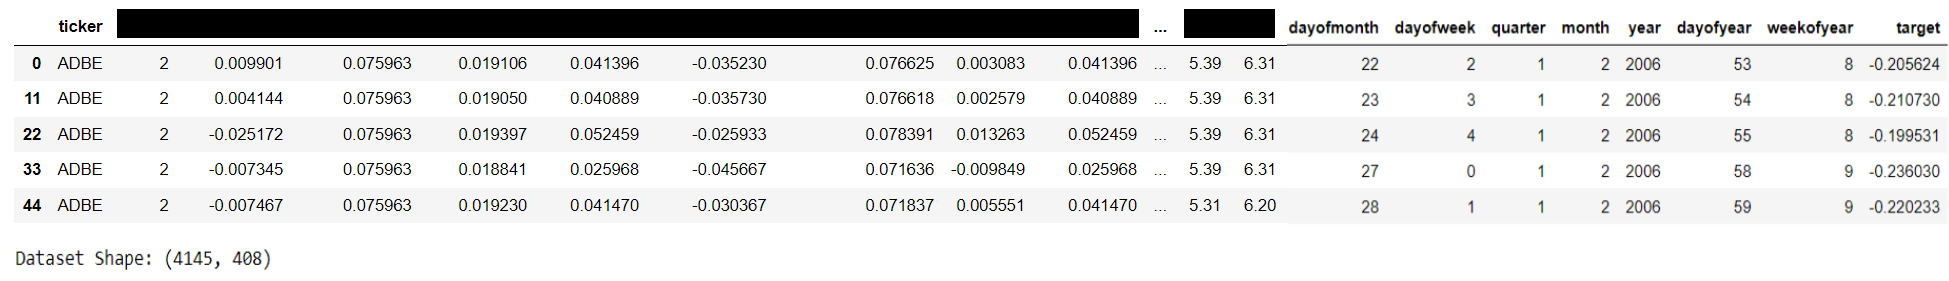 ticker ... dayofmonth dayofweek quarter month year dayofyear weekofyear target
0 ADBE 2 0.009901 0.075963 0.019106 0.041396 -0.035230 0.076625 0.003083 0.041396 ... 5.39 6.31 22 2 1 2 2006 53 8 -0.205624
11 ADBE 2 0.004144 0.075963 0.019050 0.040889 -0.035730 0.076618 0.002579 0.040889 ... 5.39 6.31 23 3 1 2 2006 54 8 -0.210730
22 ADBE 2 -0.025172 0.075963 0.019397 0.052459 -0.025933 0.078391 0.013263 0.052459 ... 5.39 6.31 24 4 1 2 2006 55 8 -0.199531
33 ADBE 2 -0.007345 0.075963 0.018841 0.025968 -0.045667 0.071636 -0.009849 0.025968 ... 5.39 6.31 27 0 1 2 2006 58 9 -0.236030
44 ADBE 2 -0.007467 0.075963 0.019230 0.041470 -0.030367 0.071837 0.005551 0.041470 ... 5.31 6.20 28 1 1 2 2006 59 9 -0.220233
Dataset Shape: (4145, 408)